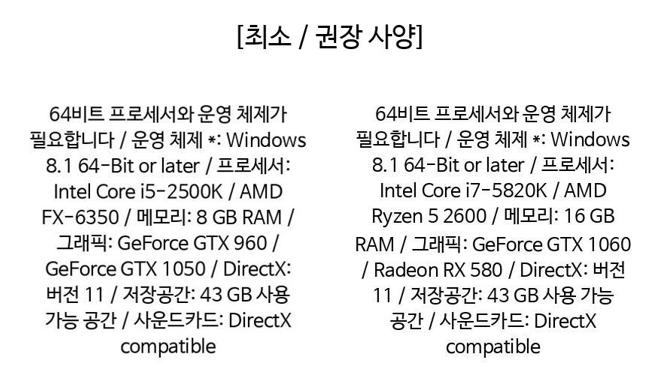 [최소 / 권장 사양]
64비트 프로세서와 운영 체제가
필요합니다 / 운영 체제 *: Windows
8.1 64-Bit or later / 프로세서:
Intel Core i5-2500K / AMD
FX-6350 / 메모리: 8 GB RAM /
그래픽: GeForce GTX 960 /
GeForce GTX 1050 / DirectX:
버전 11 / 저장공간: 43 GB 사용
가능 공간 / 사운드카드: DirectX
compatible
64비트 프로세서와 운영 체제가
필요합니다 / 운영 체제 *: Windows
8.1 64-Bit or later / 프로세서:
Intel Core i7-5820K / AMD
Ryzen 5 2600 / 메모리: 16 GB
RAM / 그래픽: GeForce GTX 1060
/ Radeon RX 580 / DirectX: 버전
11 / 저장공간: 43 GB 사용 가능
공간 / 사운드카드: DirectX
compatible